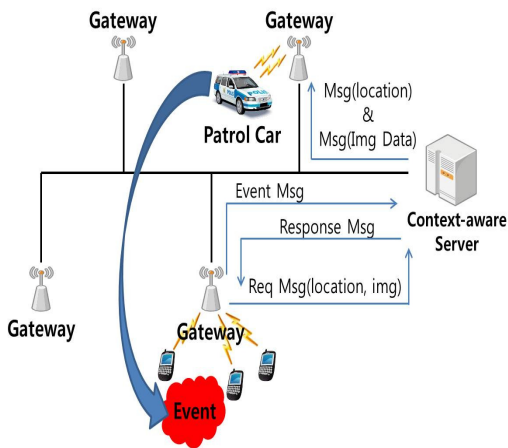 Gateway
Gateway
Msg(location)
&
Msg(Img Data)
Patrol Car
Event Msg
Response Msg
Context-aware
Server
Req Msg(location, img)
Gateway
Gateway
Event